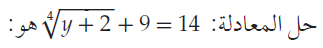 حل المعادلة: ∜(y + 2) + 9 = 14 هو: